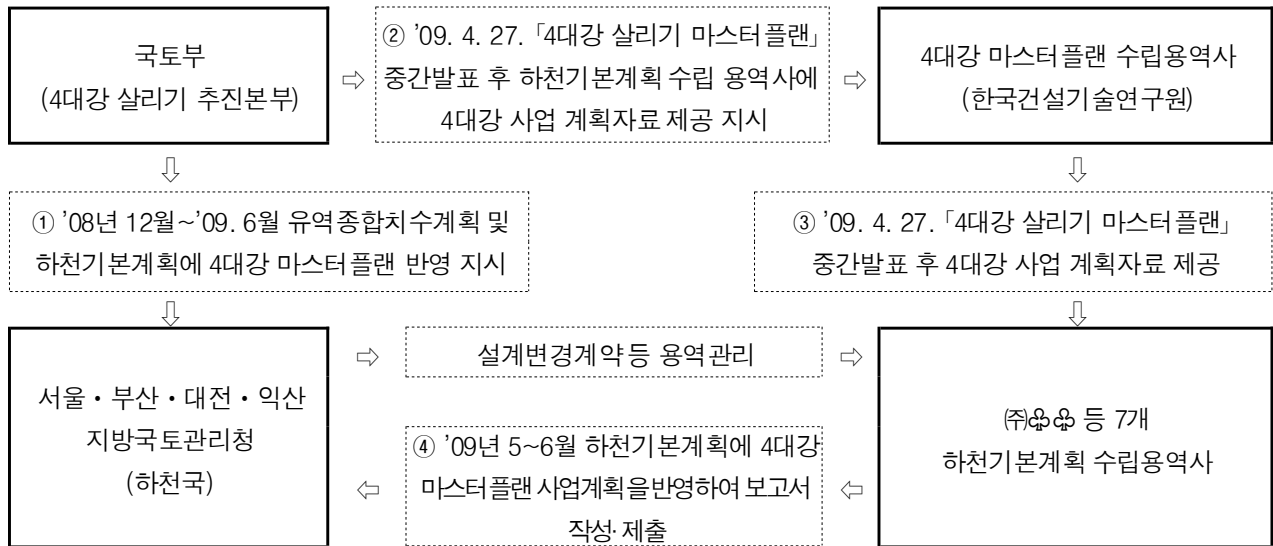 국토부
(4대강 살리기 추진본부)
⇨
② ’09. 4. 27.「4대강 살리기 마스터플랜」
중간발표 후 하천기본계획 수립 용역사에
4대강 사업 계획자료 제공 지시
⇨
4대강 마스터플랜 수립용역사
(한국건설기술연구원)
⇩
⇩
① ’08년 12월~’09. 6월 유역종합치수계획 및
하천기본계획에 4대강 마스터플랜 반영 지시
③ ’09. 4. 27.「4대강 살리기 마스터플랜」
중간발표 후 4대강 사업 계획자료 제공
⇩
⇩
서울·부산·대전·익산
지방국토관리청
(하천국)
⇨
설계변경계약 등 용역관리
⇨
④ ’09년 5~6월 하천기본계획에 4대강
마스터플랜 사업계획을 반영하여 보고서
작성·제출
⇦
⇦
㈜♧♧ 등 7개
하천기본계획 수립용역사